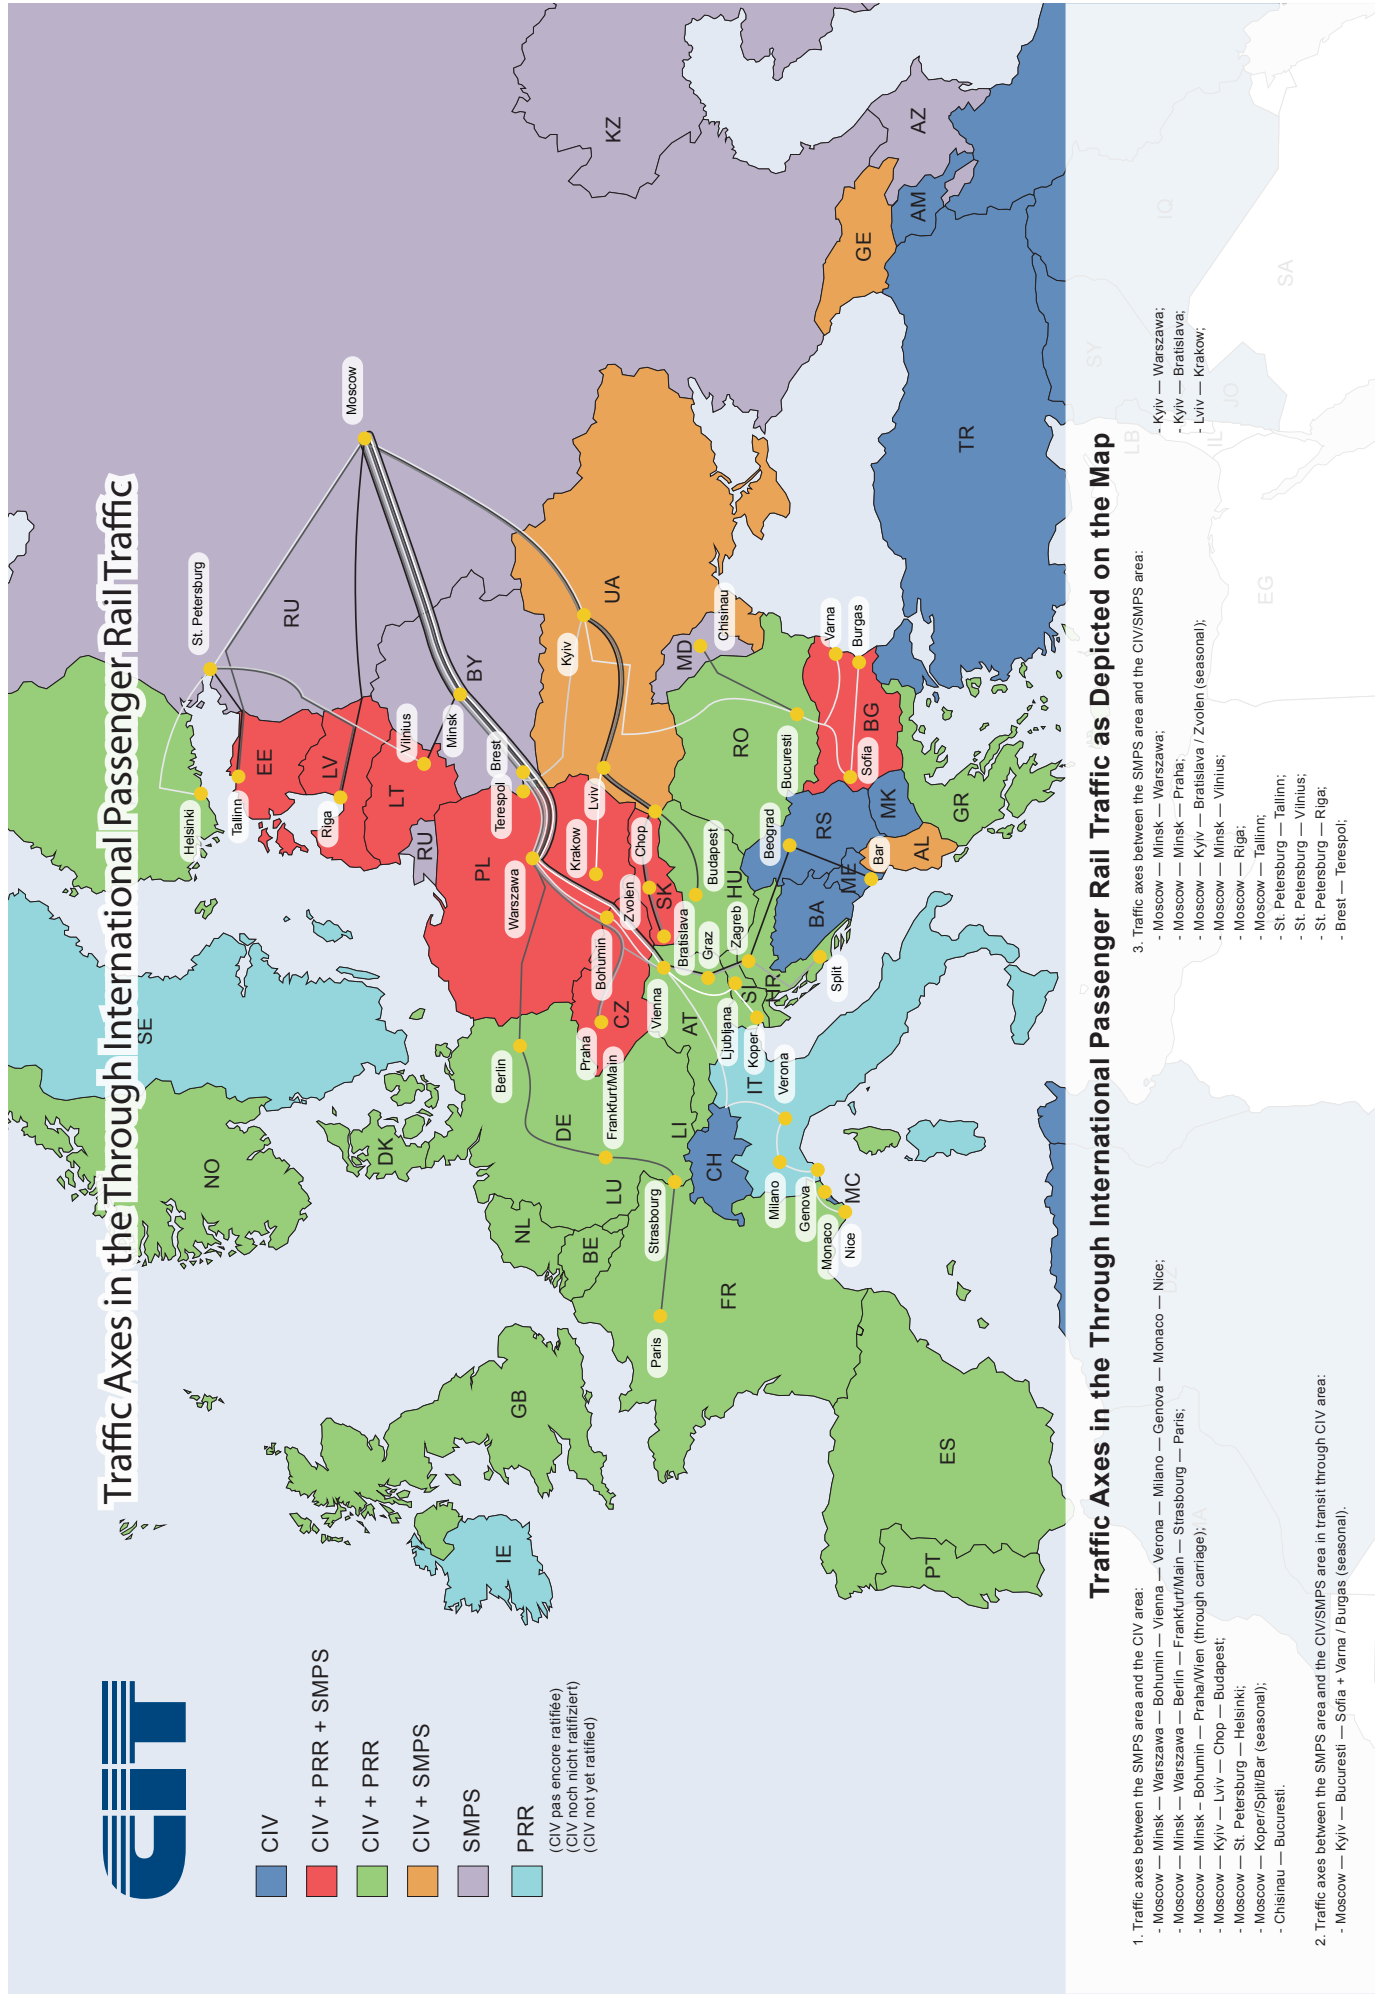 Traffic Axes in the Through International Passenger Rail Traffic
CIT
CIV
CIV + PRR + SMPS
CIV + PRR
CIV + SMPS
SMPS
PRR
(CIV pas encore ratifiée)
(CIV noch nicht ratifiziert)
(CIV not yet ratified)
NO
SE
DK
IE
GB
NL
BE
LU
DE
FR
ES
PT
LI
CH
AT
IT
MC
SI
HR
HU
CZ
SK
PL
RU
LT
LV
EE
RU
BY
UA
MD
RO
BG
RS
BA
ME
MK
AL
GR
TR
GE
AM
AZ
KZ
Helsinki
St. Petersburg
Tallinn
Riga
Vilnius
Minsk
Moscow
Brest
Terespol
Warszawa
Kyiv
Lviv
Krakow
Chop
Zvolen
Bohumin
Praha
Berlin
Frankfurt/Main
Strasbourg
Paris
Vienna
Bratislava
Budapest
Graz
Zagreb
Ljubljana
Koper
Verona
Milano
Genova
Monaco
Nice
Split
Bar
Beograd
Bucuresti
Chisinau
Sofia
Varna
Burgas
Traffic Axes in the Through International Passenger Rail Traffic as Depicted on the Map
1. Traffic axes between the SMPS area and the CIV area:
- Moscow — Minsk — Warszawa — Bohumin — Vienna — Verona — Milano — Genova — Monaco — Nice;
- Moscow — Minsk — Warszawa — Berlin — Frankfurt/Main — Strasbourg — Paris;
- Moscow — Minsk – Bohumin — Praha/Wien (through carriage);
- Moscow — Kyiv — Lviv — Chop — Budapest;
- Moscow — St. Petersburg — Helsinki;
- Moscow — Koper/Split/Bar (seasonal);
- Chisinau — Bucuresti.
2. Traffic axes between the SMPS area and the CIV/SMPS area in transit through CIV area:
- Moscow — Kyiv — Bucuresti — Sofia + Varna / Burgas (seasonal).
3. Traffic axes between the SMPS area and the CIV/SMPS area:
- Moscow — Minsk — Warszawa;
- Moscow — Minsk — Praha;
- Moscow — Kyiv — Bratislava / Zvolen (seasonal);
- Moscow — Minsk — Vilnius;
- Moscow — Riga;
- Moscow — Tallinn;
- St. Petersburg — Tallinn;
- St. Petersburg — Vilnius;
- St. Petersburg — Riga;
- Brest — Terespol;
- Kyiv — Warszawa;
- Kyiv — Bratislava;
- Lviv — Krakow;
DZ
EG
LB
IL
JO
SY
IQ
SA